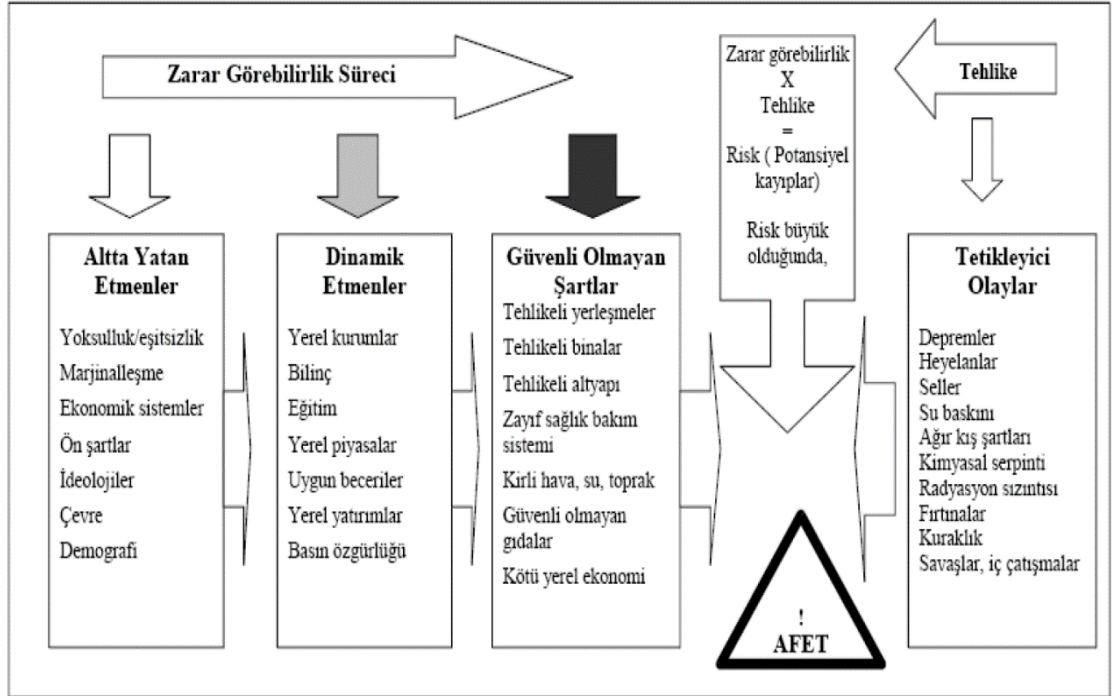 Zarar Görebilirlik Süreci
Zarar görebilirlik
X
Tehlike
=
Risk ( Potansiyel
kayıplar)
Risk büyük
olduğunda,
Tehlike
Altta Yatan
Etmenler
Yoksulluk/eşitsizlik
Marjinalleşme
Ekonomik sistemler
Ön şartlar
İdeolojiler
Çevre
Demografi
Dinamik
Etmenler
Yerel kurumlar
Bilinç
Eğitim
Yerel piyasalar
Uygun beceriler
Yerel yatırımlar
Basın özgürlüğü
Güvenli Olmayan
Şartlar
Tehlikeli yerleşmeler
Tehlikeli binalar
Tehlikeli altyapı
Zayıf sağlık bakım
sistemi
Kirli hava, su, toprak
Güvenli olmayan
gıdalar
Kötü yerel ekonomi
!
AFET
Tetikleyici
Olaylar
Depremler
Heyelanlar
Seller
Su baskını
Ağır kış şartları
Kimyasal serpinti
Radyasyon sızıntısı
Fırtınalar
Kuraklık
Savaşlar, iç çatışmalar